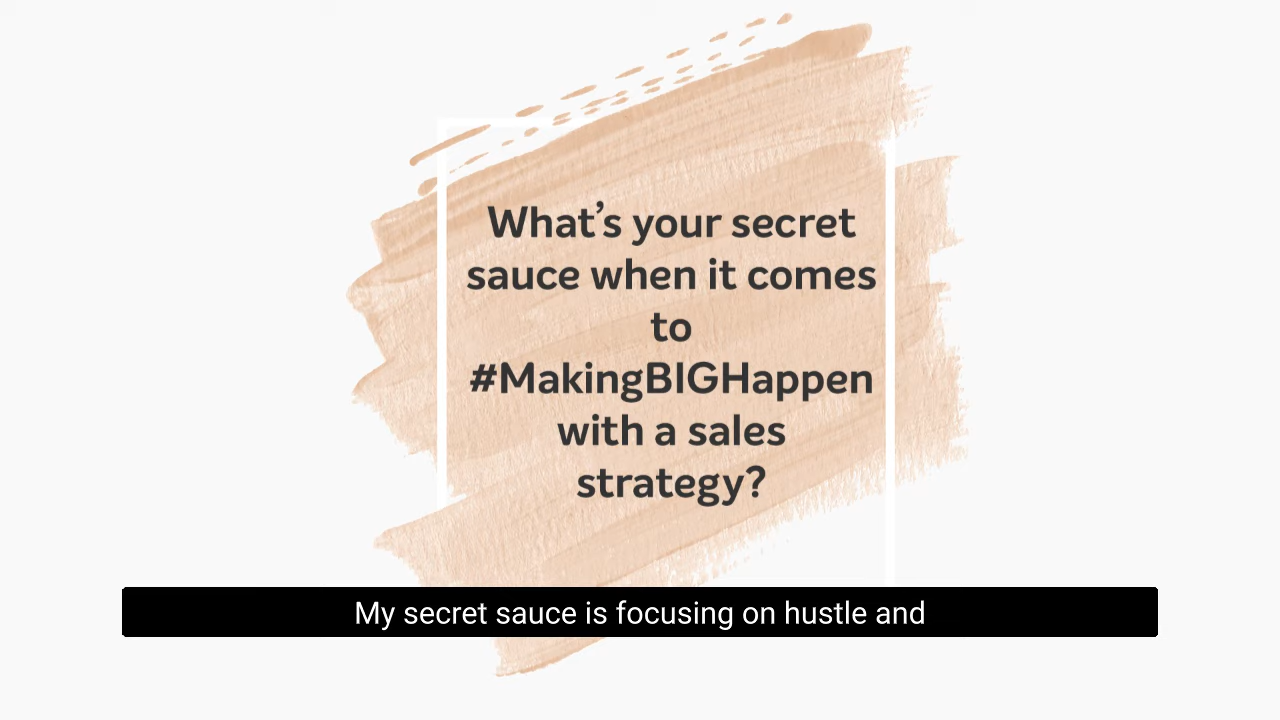 What’s your secret
sauce when it comes
to
#MakingBIGHappen
with a sales
strategy?
My secret sauce is focusing on hustle and